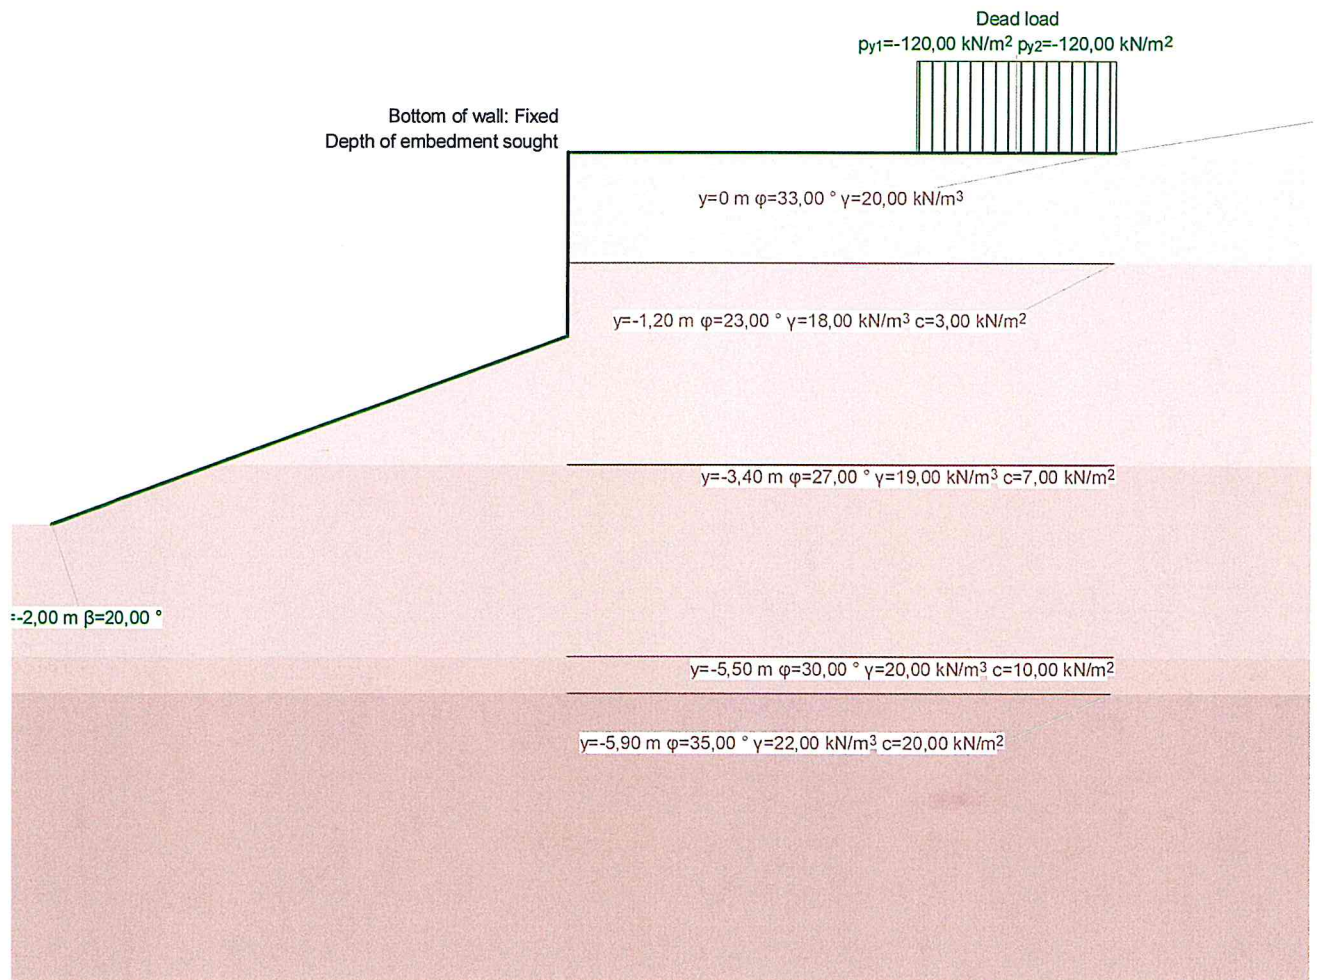 Dead load
py1=-120,00 kN/m² py2=-120,00 kN/m²
Bottom of wall: Fixed
Depth of embedment sought
y=0 m φ=33,00 ° γ=20,00 kN/m³
y=-1,20 m φ=23,00 ° γ=18,00 kN/m³ c=3,00 kN/m²
y=-3,40 m φ=27,00 ° γ=19,00 kN/m³ c=7,00 kN/m²
=-2,00 m β=20,00 °
y=-5,50 m φ=30,00 ° γ=20,00 kN/m³ c=10,00 kN/m²
y=-5,90 m φ=35,00 ° γ=22,00 kN/m³ c=20,00 kN/m²